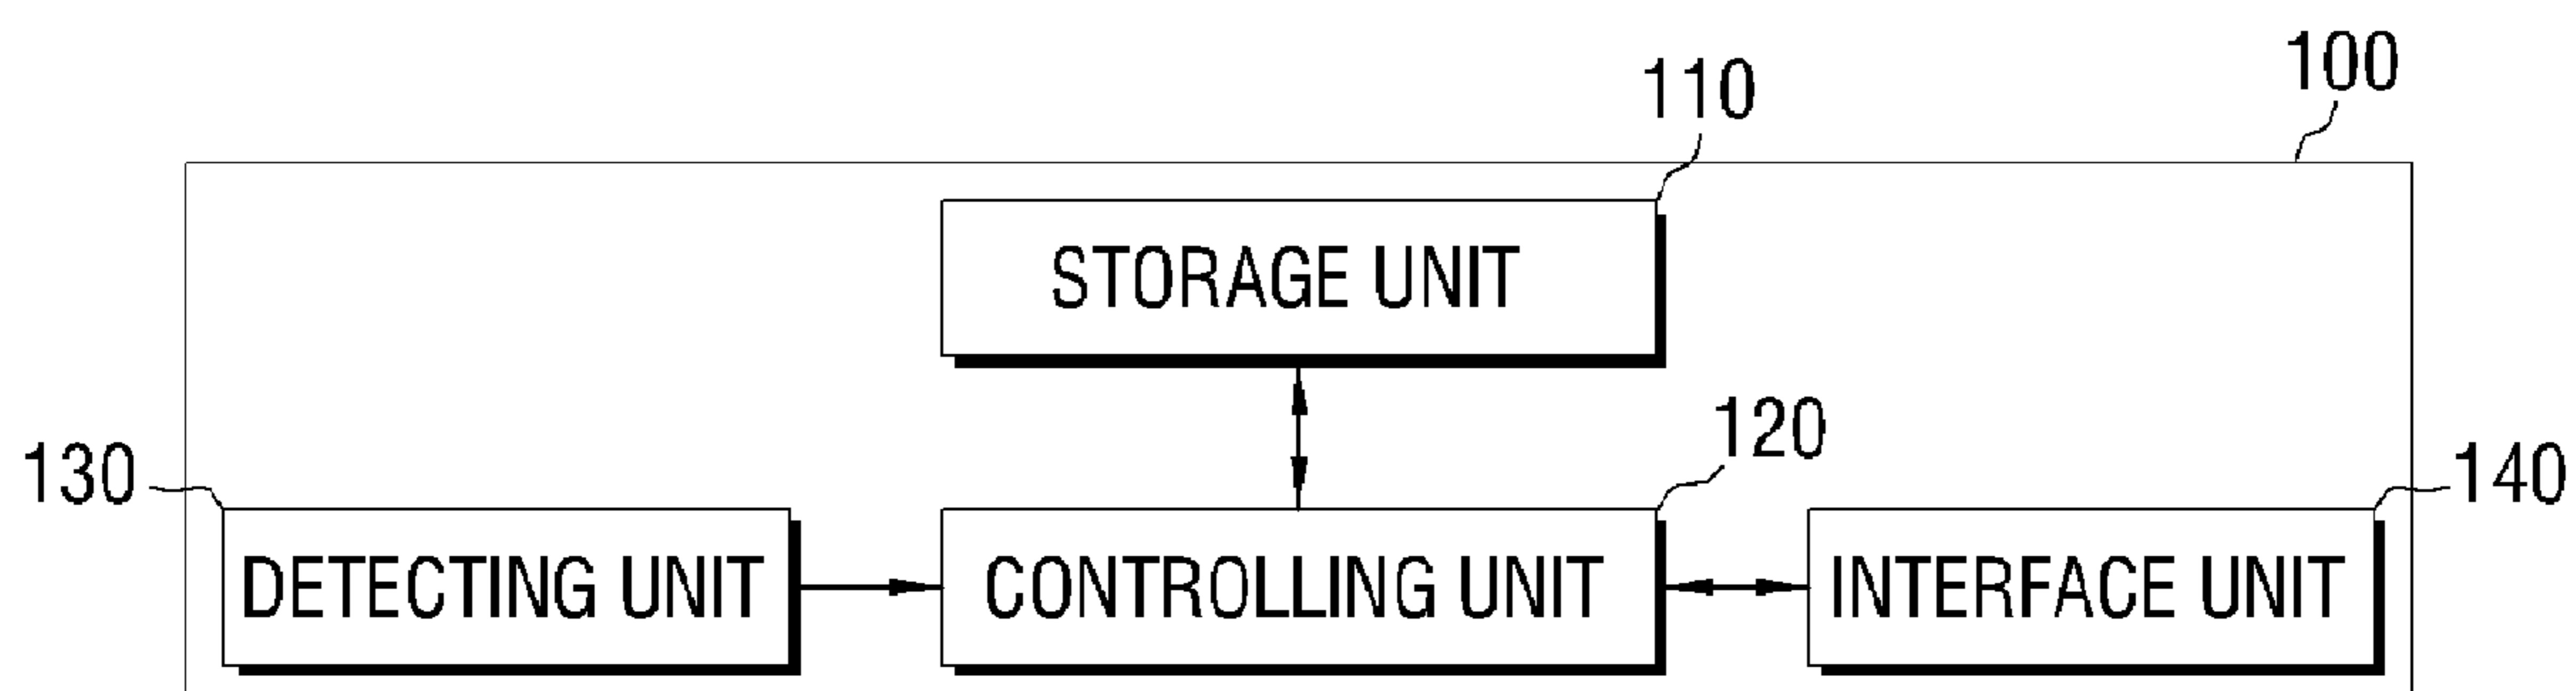 100
110
STORAGE UNIT
120
130
140
DETECTING UNIT
CONTROLLING UNIT
INTERFACE UNIT